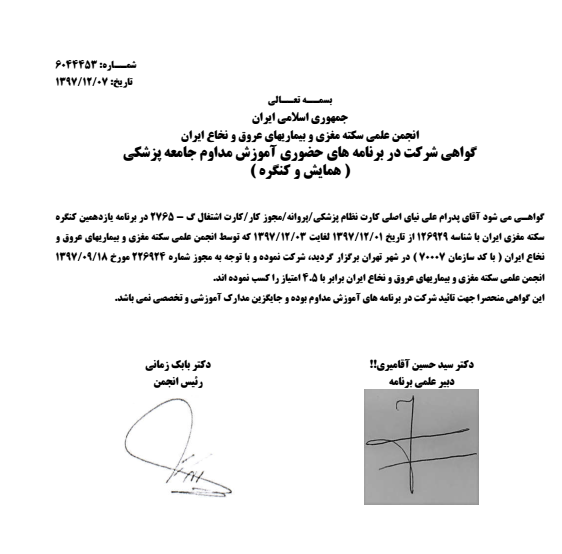 شمـــاره: ۶۰۴۴۴۵۳
تاریخ: ۱۳۹۷/۱۲/۰۷
بسمـــه تعـــالی
جمهوری اسلامی ایران
انجمن علمی سکته مغزی و بیماریهای عروق و نخاع ایران
گواهی شرکت در برنامه های حضوری آموزش مداوم جامعه پزشکی
( همایش و کنگره )
گواهـــی می شود آقای پدرام علی نیای اصلی کارت نظام پزشکی/پروانه/مجوز کار/کارت اشتغال گ – ۲۷۶۵ در برنامه یازدهمین کنگره
سکته مغزی ایران با شناسه ۱۲۶۹۲۹ از تاریخ ۱۳۹۷/۱۲/۰۱ لغایت ۱۳۹۷/۱۲/۰۳ که توسط انجمن علمی سکته مغزی و بیماریهای عروق و
نخاع ایران ( با کد سازمان ۷۰۰۰۷ ) در شهر تهران برگزار گردید، شرکت نموده و با توجه به مجوز شماره ۲۲۶۹۲۴ مورخ ۱۳۹۷/۰۹/۱۸
انجمن علمی سکته مغزی و بیماریهای عروق و نخاع ایران برابر با ۴.۵ امتیاز را کسب نموده اند.
این گواهی منحصرا جهت تائید شرکت در برنامه های آموزش مداوم بوده و جایگزین مدارک آموزشی و تخصصی نمی باشد.
دکتر سید حسین آقامیری!!
دبیر علمی برنامه
دکتر بابک زمانی
رئیس انجمن